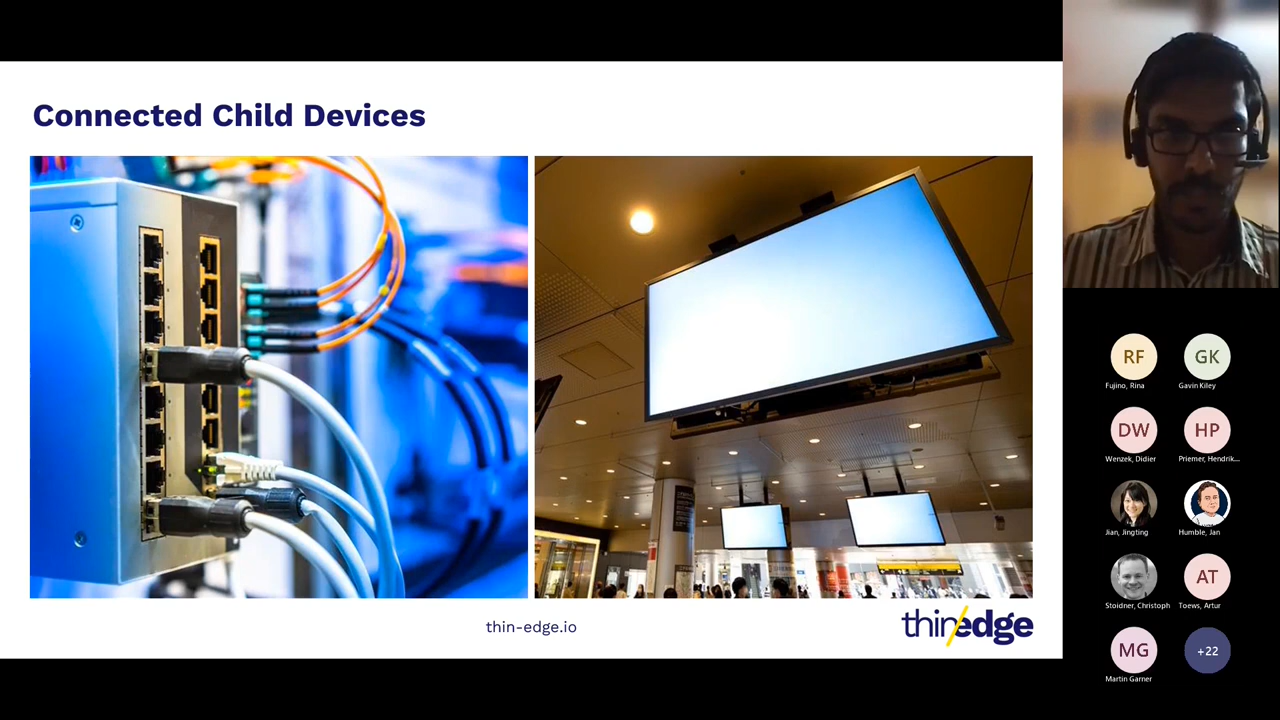 Connected Child Devices
thin-edge.io
thin/edge
RF
GK
Fujino, Rina
Gavin Kiley
DW
HP
Wenzek, Didier
Priemer, Hendrik...
Jian, Jingting
Humble, Jan
AT
Stoidner, Christoph
Toews, Artur
MG
+22
Martin Garner